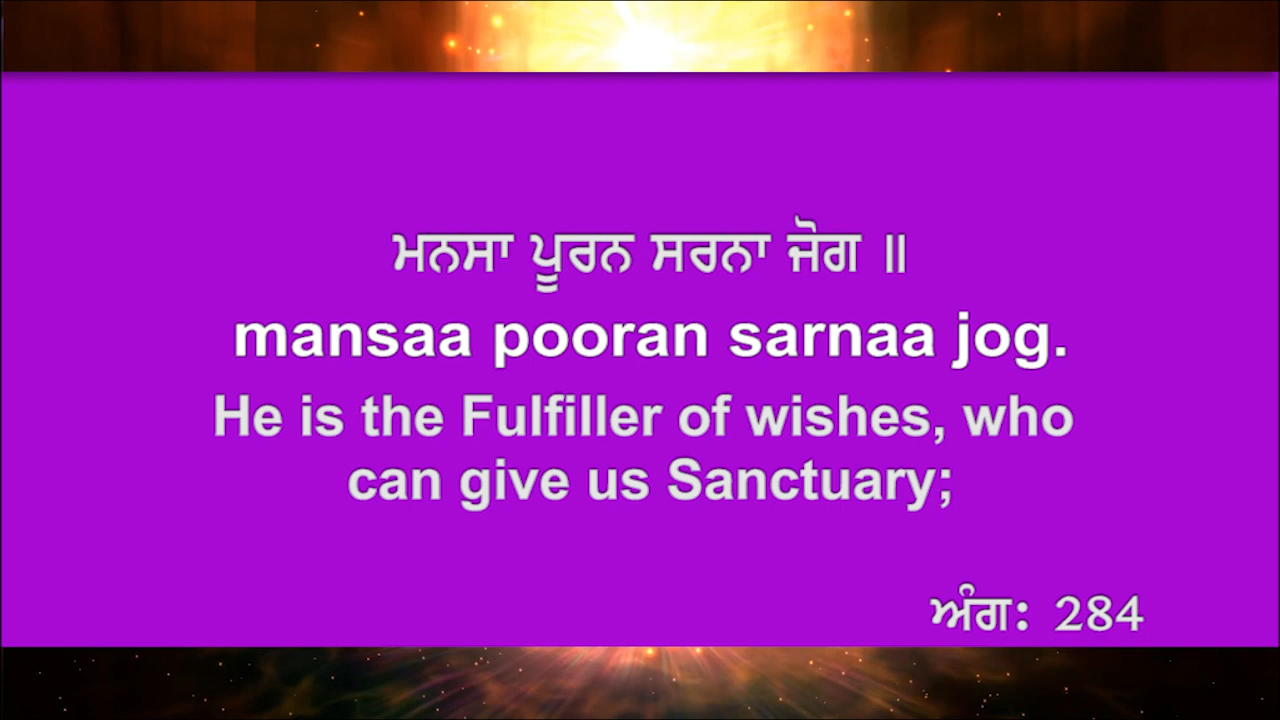 ਮਨਸਾ ਪੂਰਨ ਸਰਨਾ ਜੋਗ ॥
mansaa pooran sarnaa jog.
He is the Fulfiller of wishes, who
can give us Sanctuary;
ਅੰਗ: 284